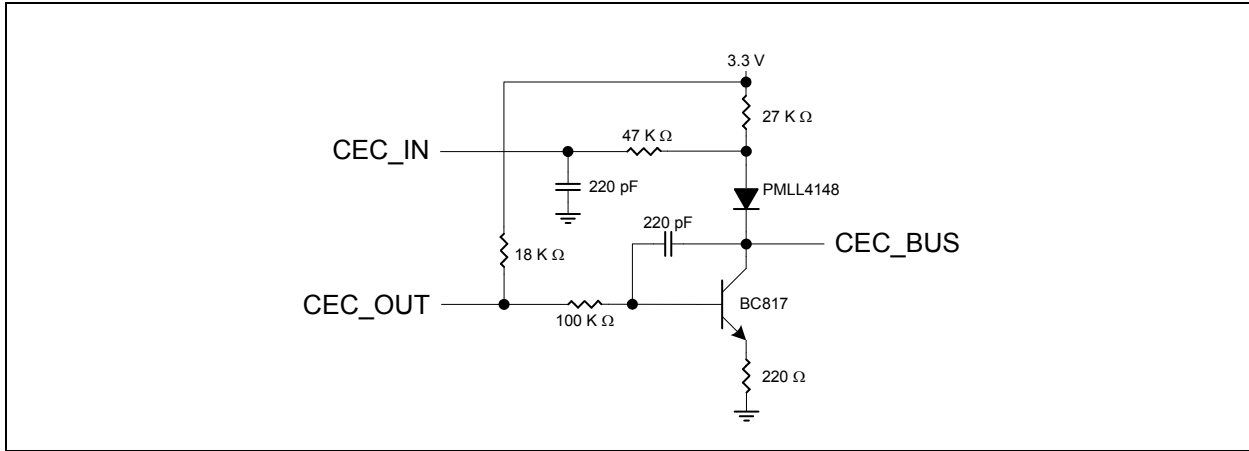 3.3 V
27 K Ω
47 K Ω
CEC_IN
220 pF
PMLL4148
220 pF
CEC_BUS
18 K Ω
CEC_OUT
100 K Ω
BC817
220 Ω